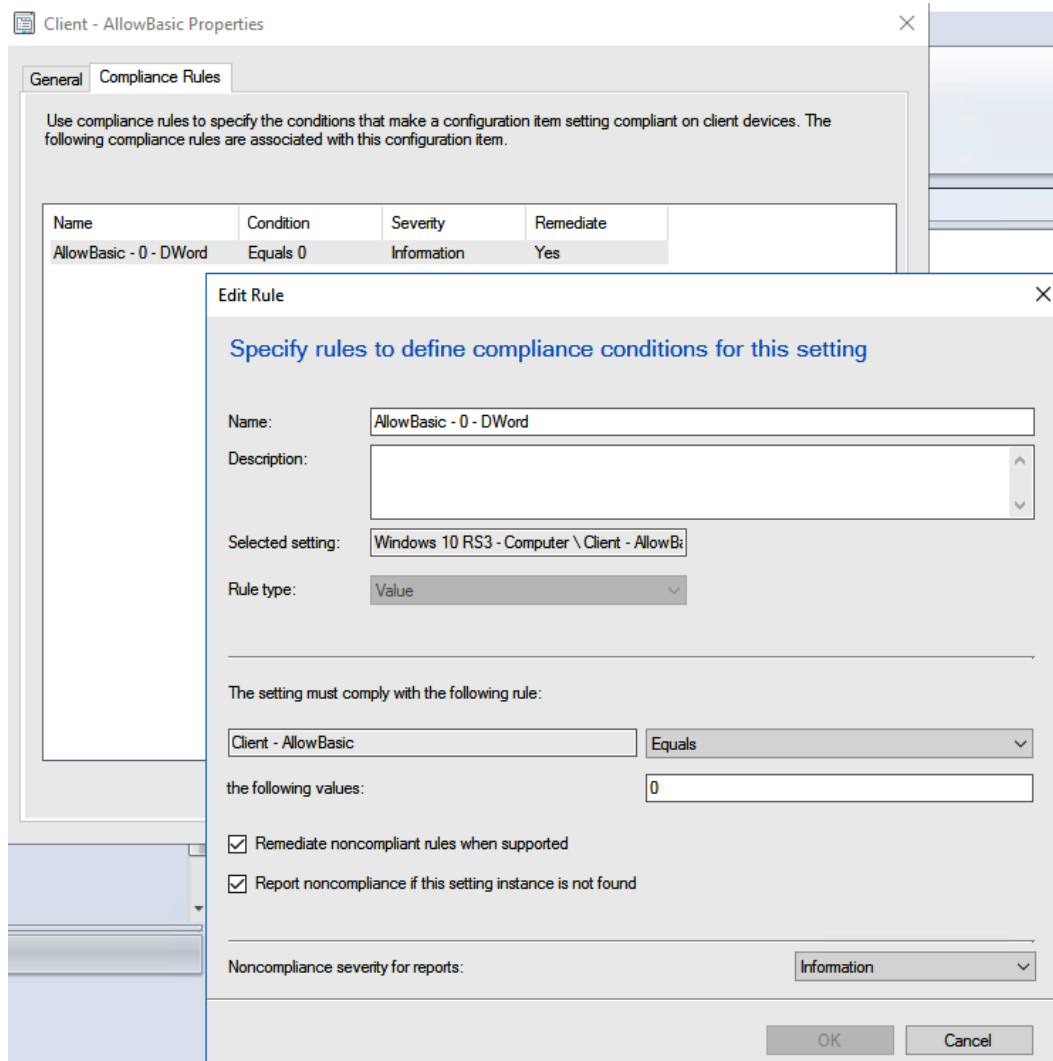 Client - AllowBasic Properties
General
Compliance Rules
Use compliance rules to specify the conditions that make a configuration item setting compliant on client devices. The
following compliance rules are associated with this configuration item.
Name Condition Severity Remediate
AllowBasic - 0 - DWord Equals 0 Information Yes
Edit Rule
Specify rules to define compliance conditions for this setting
Name: AllowBasic - 0 - DWord
Description:
Selected setting: Windows 10 RS3 - Computer \ Client - AllowBa
Rule type: Value
The setting must comply with the following rule:
Client - AllowBasic Equals
the following values: 0
Remediate noncompliant rules when supported
Report noncompliance if this setting instance is not found
Noncompliance severity for reports: Information
OK Cancel